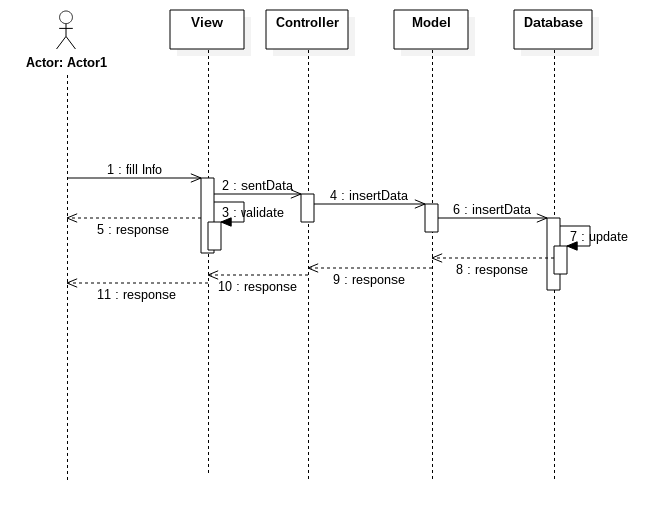 View
Controller
Model
Database
Actor: Actor1
1 : fill Info
2 : sentData
4 : insertData
3 : validate
6 : insertData
5 : response
7 : update
8 : response
9 : response
10 : response
11 : response